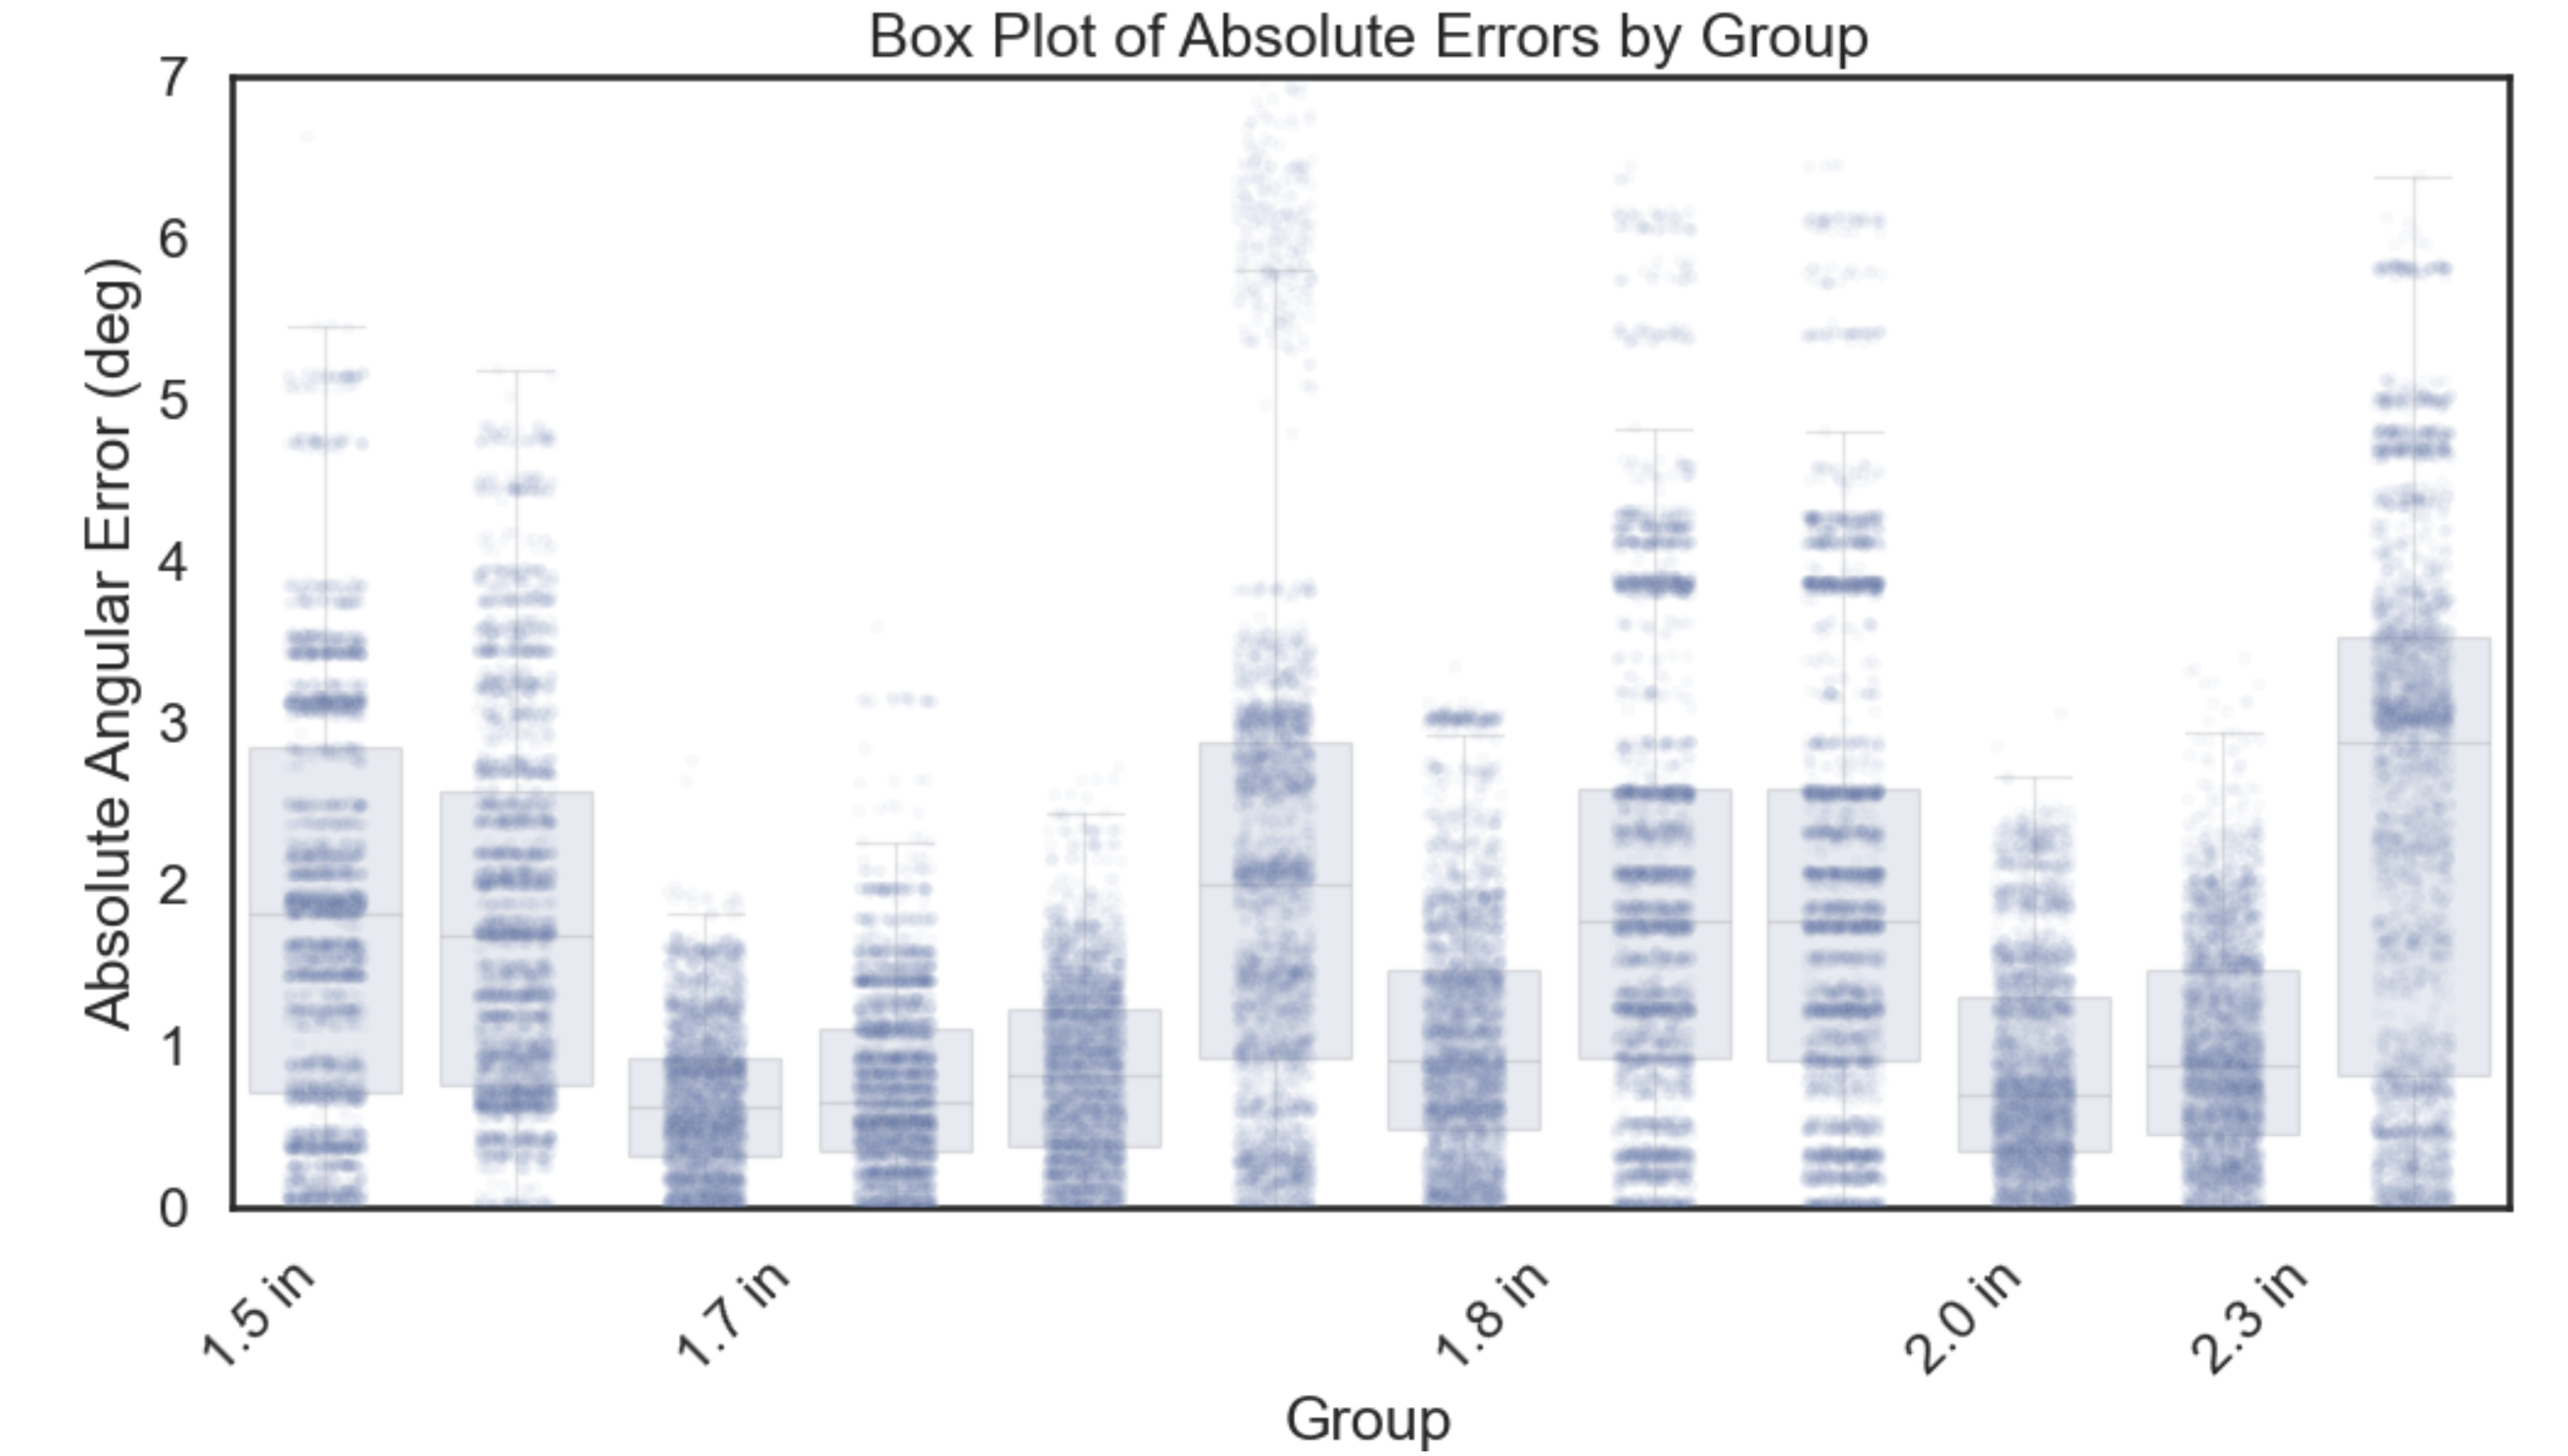 Box Plot of Absolute Errors by Group
Absolute Angular Error (deg)
7
6
5
4
3
2
1
0
1.5 in
1.7 in
1.8 in
2.0 in
2.3 in
Group